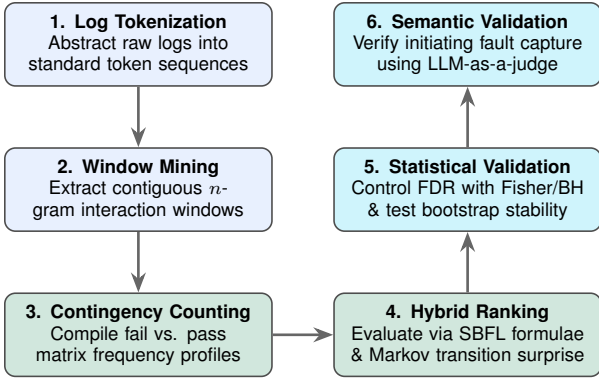 1. Log Tokenization
Abstract raw logs into
standard token sequences
2. Window Mining
Extract contiguous n-
gram interaction windows
3. Contingency Counting
Compile fail vs. pass
matrix frequency profiles
4. Hybrid Ranking
Evaluate via SBFL formulae
& Markov transition surprise
5. Statistical Validation
Control FDR with Fisher/BH
& test bootstrap stability
6. Semantic Validation
Verify initiating fault capture
using LLM-as-a-judge